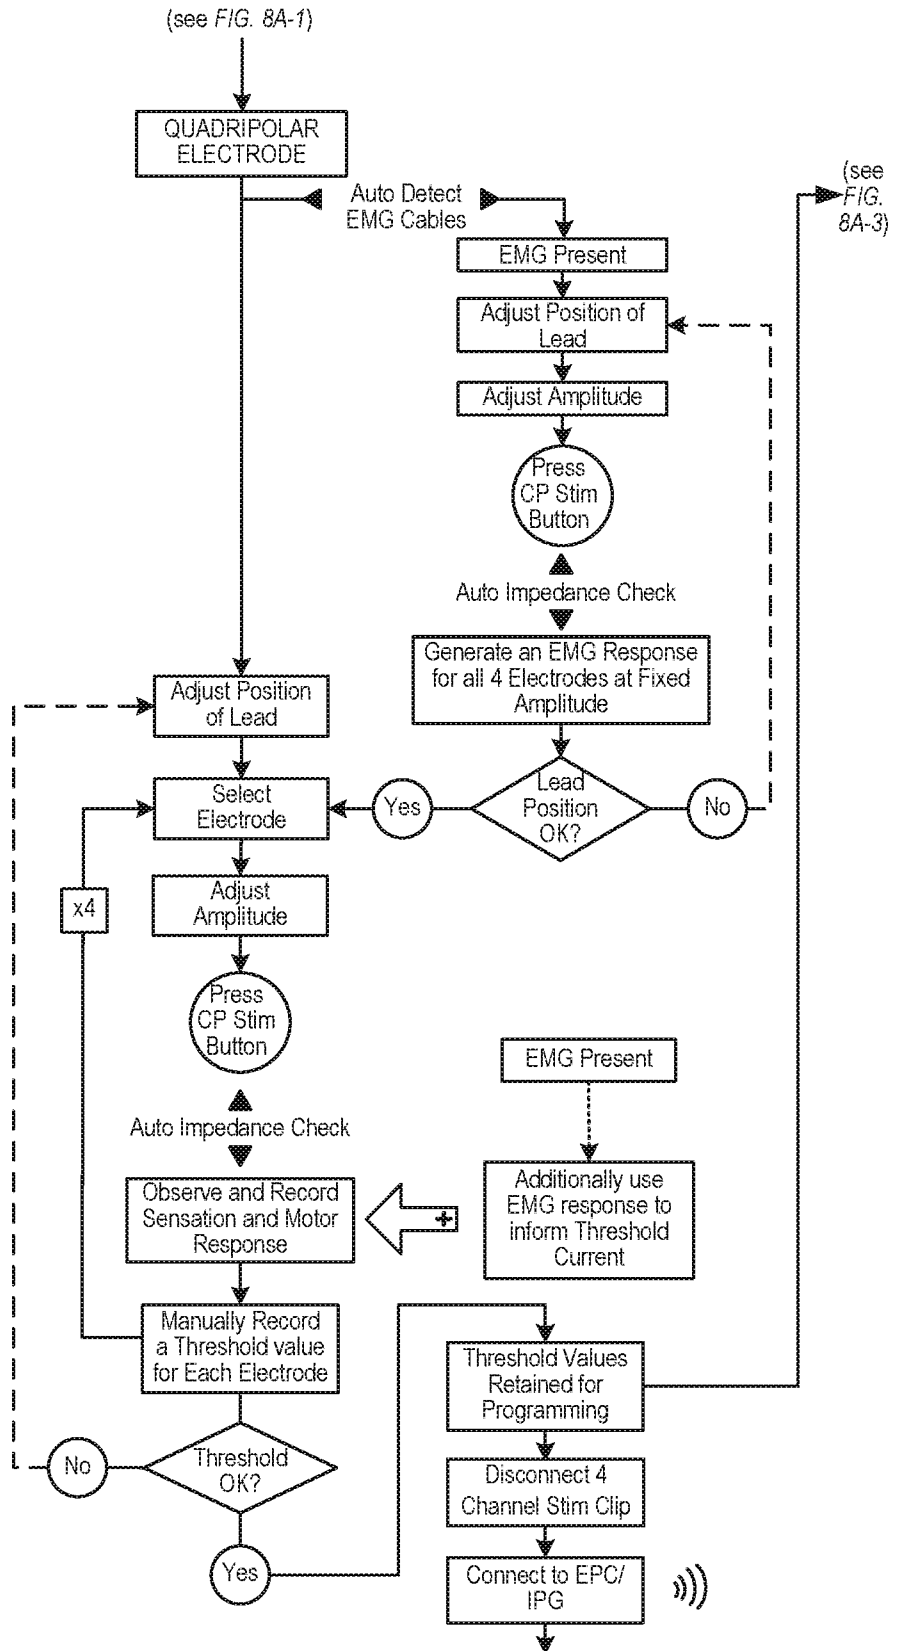 (see FIG. 8A-1)
QUADRIPOLAR
ELECTRODE
Auto Detect
EMG Cables
(see
FIG.
8A-3)
EMG Present
Adjust Position of
Lead
Adjust Amplitude
Press
CP Stim
Button
Auto Impedance Check
Generate an EMG Response
for all 4 Electrodes at Fixed
Amplitude
Lead
Position
OK?
Yes
No
Adjust Position
of Lead
Select
Electrode
x4
Adjust
Amplitude
Press
CP Stim
Button
Auto Impedance Check
Observe and Record
Sensation and Motor
Response
EMG Present
Additionally use
EMG response to
inform Threshold
Current
+
Manually Record
a Threshold value
for Each Electrode
Threshold
OK?
No
Yes
Threshold Values
Retained for
Programming
Disconnect 4
Channel Stim Clip
Connect to EPC/
IPG